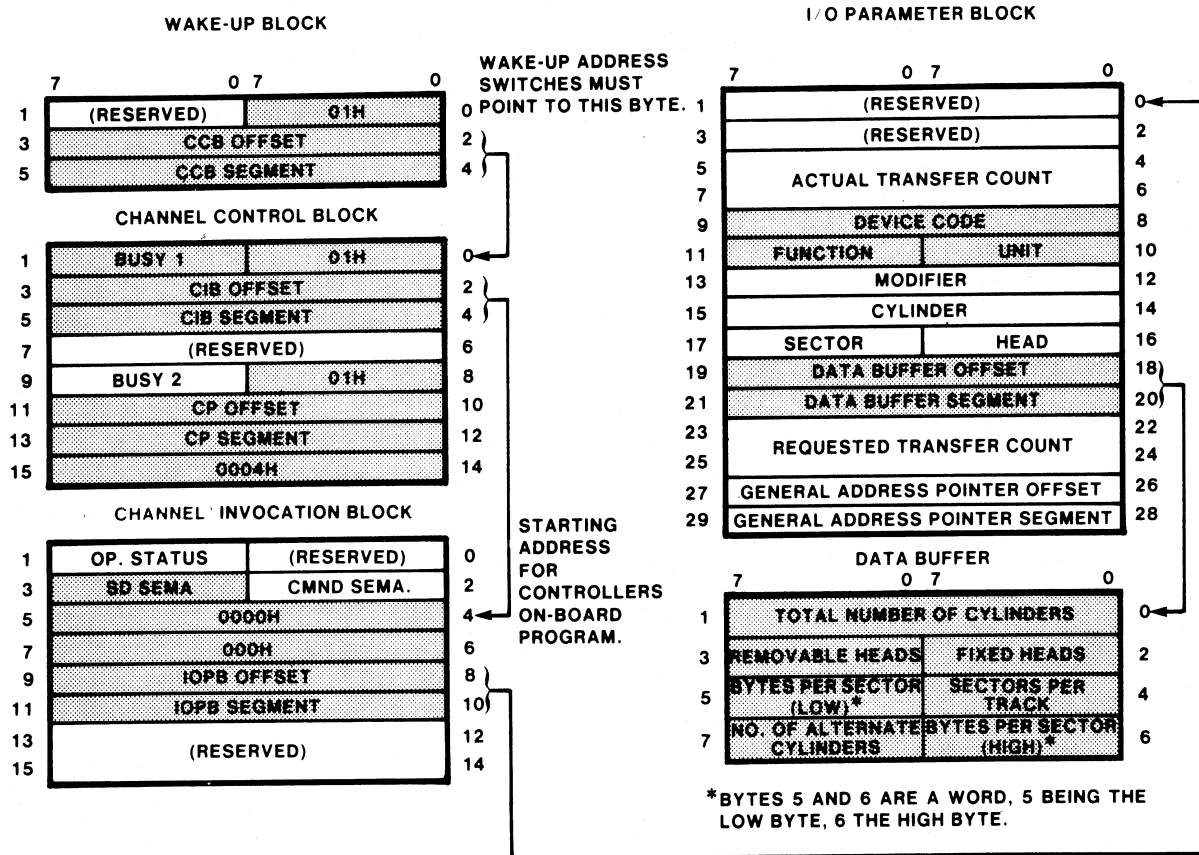 WAKE-UP BLOCK
7 0 7 0
1 (RESERVED) 01H 0
3 CCB OFFSET 2
5 CCB SEGMENT 4
WAKE-UP ADDRESS
SWITCHES MUST
POINT TO THIS BYTE.
CHANNEL CONTROL BLOCK
1 BUSY 1 01H 0
3 CIB OFFSET 2
5 CIB SEGMENT 4
7 (RESERVED) 6
9 BUSY 2 01H 8
11 CP OFFSET 10
13 CP SEGMENT 12
15 0004H 14
CHANNEL INVOCATION BLOCK
1 OP. STATUS (RESERVED) 0
3 SD SEMA CMND SEMA. 2
5 0000H 4
7 000H 6
9 IOPB OFFSET 8
11 IOPB SEGMENT 10
13 12
(RESERVED)
15 14
STARTING
ADDRESS
FOR
CONTROLLERS
ON-BOARD
PROGRAM.
I/O PARAMETER BLOCK
7 0 7 0
1 (RESERVED) 0
3 (RESERVED) 2
5 4
ACTUAL TRANSFER COUNT
7 6
9 DEVICE CODE 8
11 FUNCTION UNIT 10
13 MODIFIER 12
15 CYLINDER 14
17 SECTOR HEAD 16
19 DATA BUFFER OFFSET 18
21 DATA BUFFER SEGMENT 20
23 22
REQUESTED TRANSFER COUNT
25 24
27 GENERAL ADDRESS POINTER OFFSET 26
29 GENERAL ADDRESS POINTER SEGMENT 28
DATA BUFFER
7 0 7 0
1 TOTAL NUMBER OF CYLINDERS 0
3 REMOVABLE HEADS FIXED HEADS 2
BYTES PER SECTOR SECTORS PER
5 4
(LOW)* TRACK
NO. OF ALTERNATE BYTES PER SECTOR
7 6
CYLINDERS (HIGH)*
*BYTES 5 AND 6 ARE A WORD, 5 BEING THE
LOW BYTE, 6 THE HIGH BYTE.